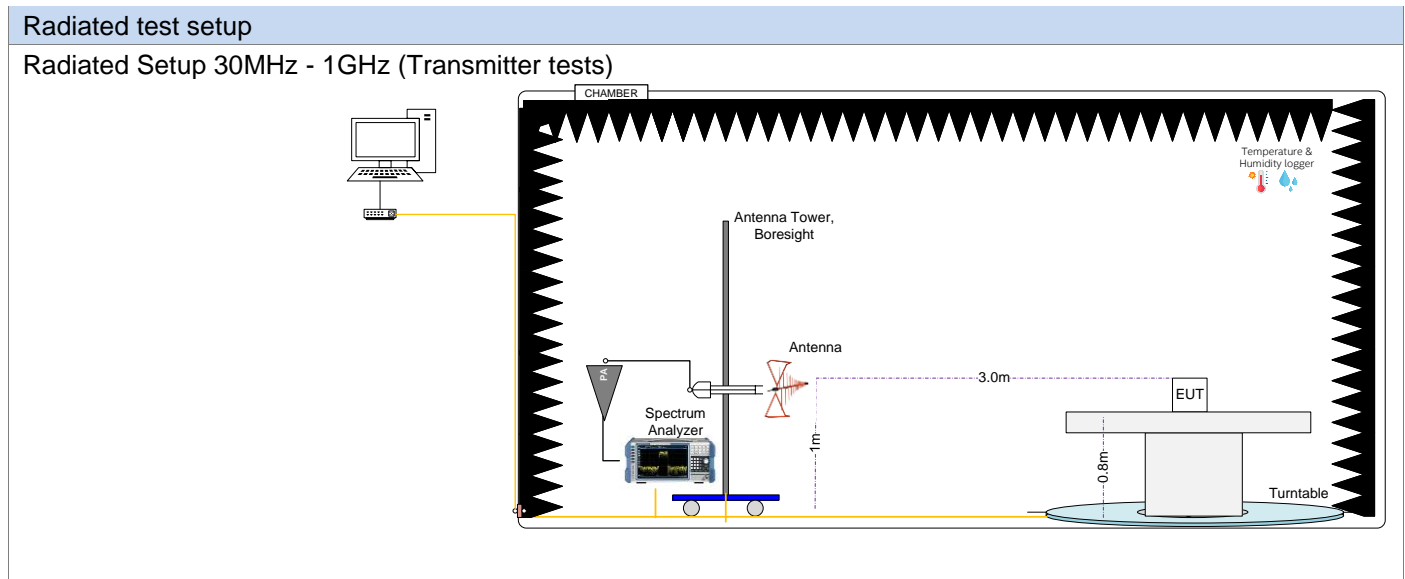 Radiated test setup
Radiated Setup 30MHz - 1GHz (Transmitter tests)
CHAMBER
Temperature &
Humidity logger
Antenna Tower,
Boresight
Antenna
PA
3.0m
EUT
Spectrum
Analyzer
1m
0.8m
Turntable